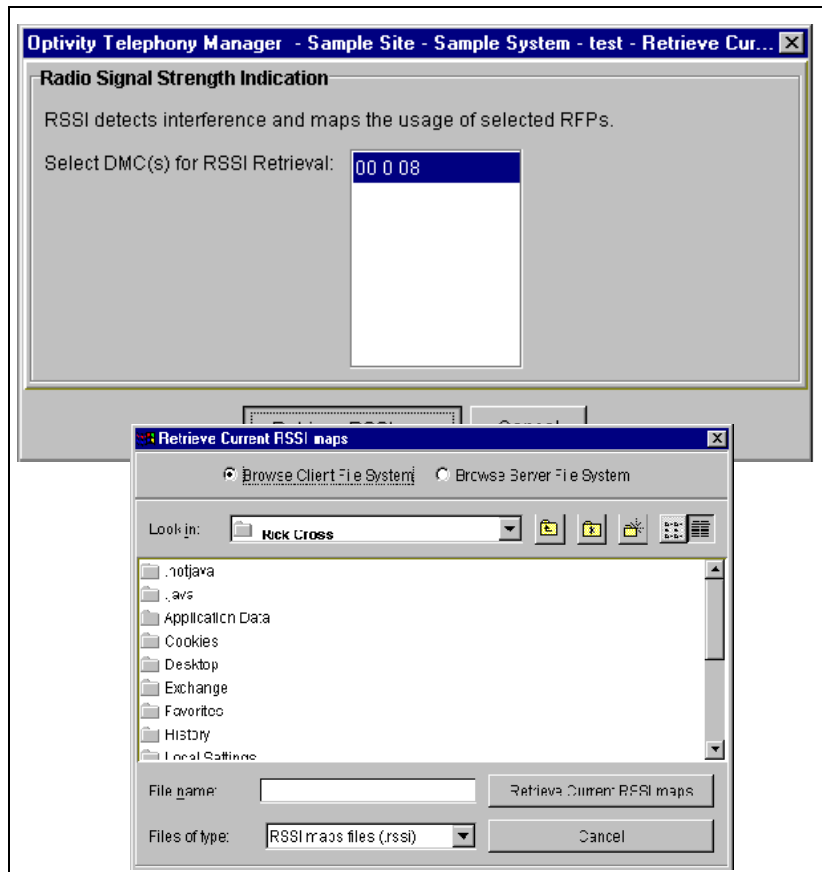 Optivity Telephony Manager - Sample Site - Sample System - test - Retrieve Cur...
Radio Signal Strength Indication
RSSI detects interference and maps the usage of selected RFPs.
Select DMC(s) for RSSI Retrieval:
00 0 08
Retrieve Current RSSI maps
Browse Client File System
Browse Server File System
Look in:
Rick Cross
.hotjava
.java
Application Data
Cookies
Desktop
Exchange
Favorites
History
Local Settings
File name:
Retrieve Current RSSI maps
Files of type:
RSSI maps files (.rssi)
Cancel